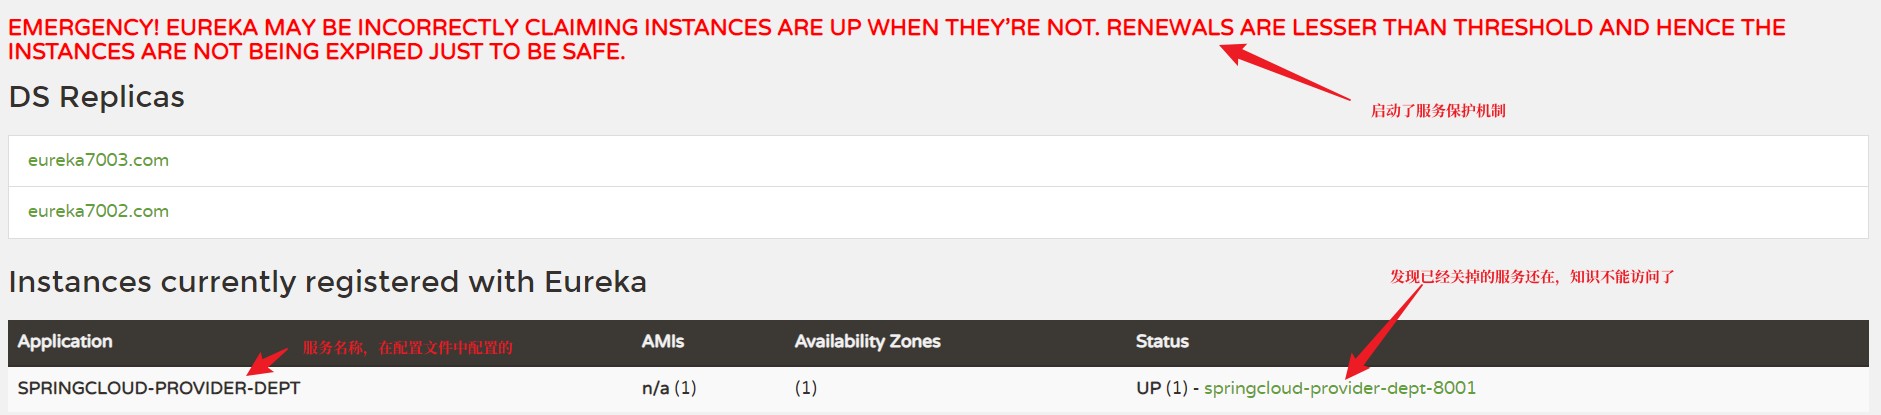 EMERGENCY! EUREKA MAY BE INCORRECTLY CLAIMING INSTANCES ARE UP WHEN THEY'RE NOT. RENEWALS ARE LESSER THAN THRESHOLD AND HENCE THE
INSTANCES ARE NOT BEING EXPIRED JUST TO BE SAFE.
DS Replicas
启动了服务保护机制
eureka7003.com
eureka7002.com
Instances currently registered with Eureka
发现已经关掉的服务还在，知识不能访问了
Application AMIs Availability Zones Status
服务名称，在配置文件中配置的
SPRINGCLOUD-PROVIDER-DEPT n/a (1) (1) UP (1) - springcloud-provider-dept-8001